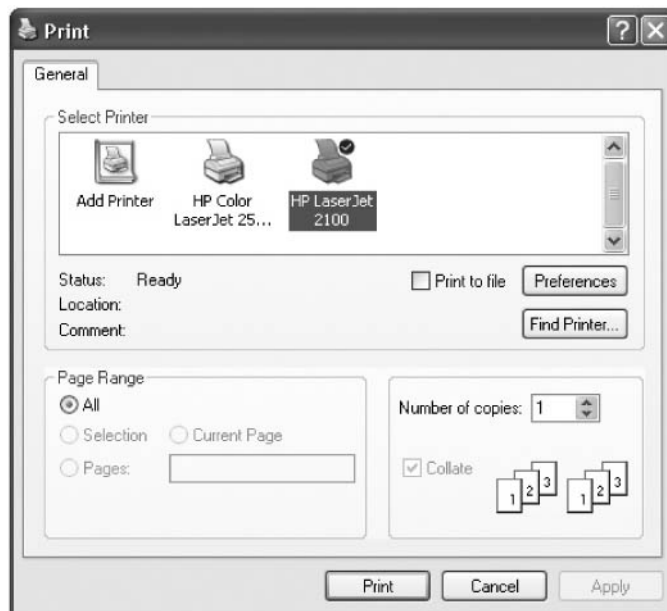 Print
General
Select Printer
Add Printer
HP Color
LaserJet 25...
HP LaserJet
2100
Status: Ready
Print to file
Preferences
Location:
Comment:
Find Printer...
Page Range
All
Selection
Current Page
Pages:
Number of copies: 1
Collate
1 2 3 1 2 3
Print
Cancel
Apply